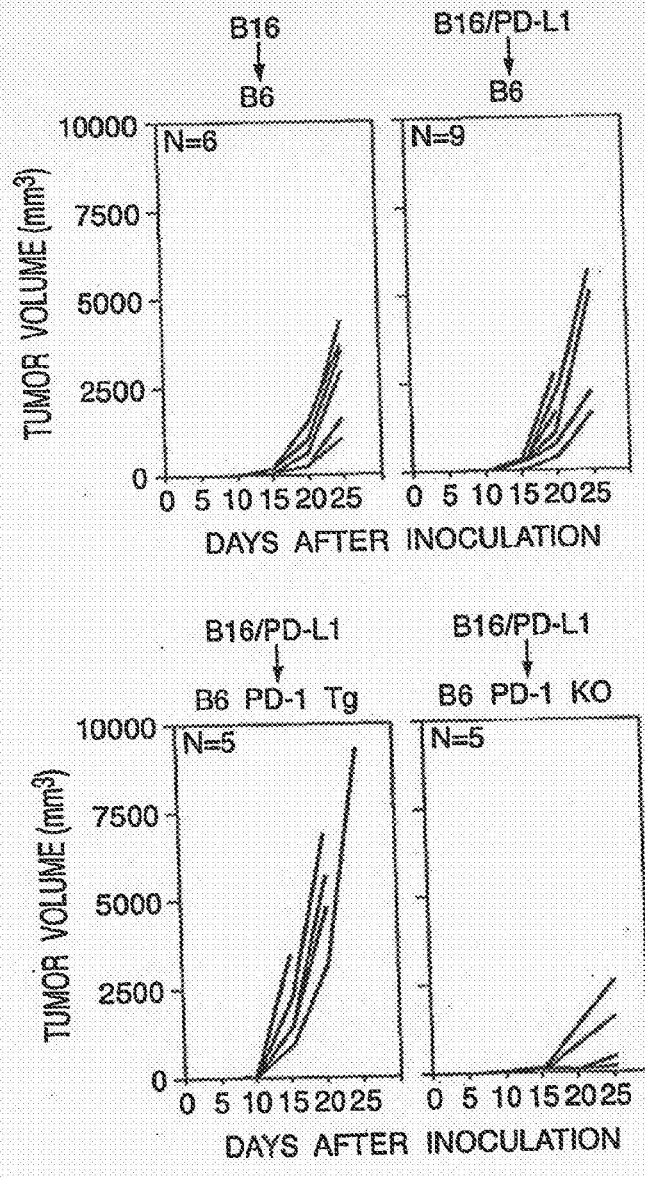 B16
B6
B16/PD-L1
B6
TUMOR VOLUME (mm³)
10000
7500
5000
2500
0
N=6
N=9
0 5 10 15 20 25
0 5 10 15 20 25
DAYS AFTER INOCULATION
B16/PD-L1
B6 PD-1 Tg
B16/PD-L1
B6 PD-1 KO
TUMOR VOLUME (mm³)
10000
7500
5000
2500
0
N=5
N=5
0 5 10 15 20 25
0 5 10 15 20 25
DAYS AFTER INOCULATION